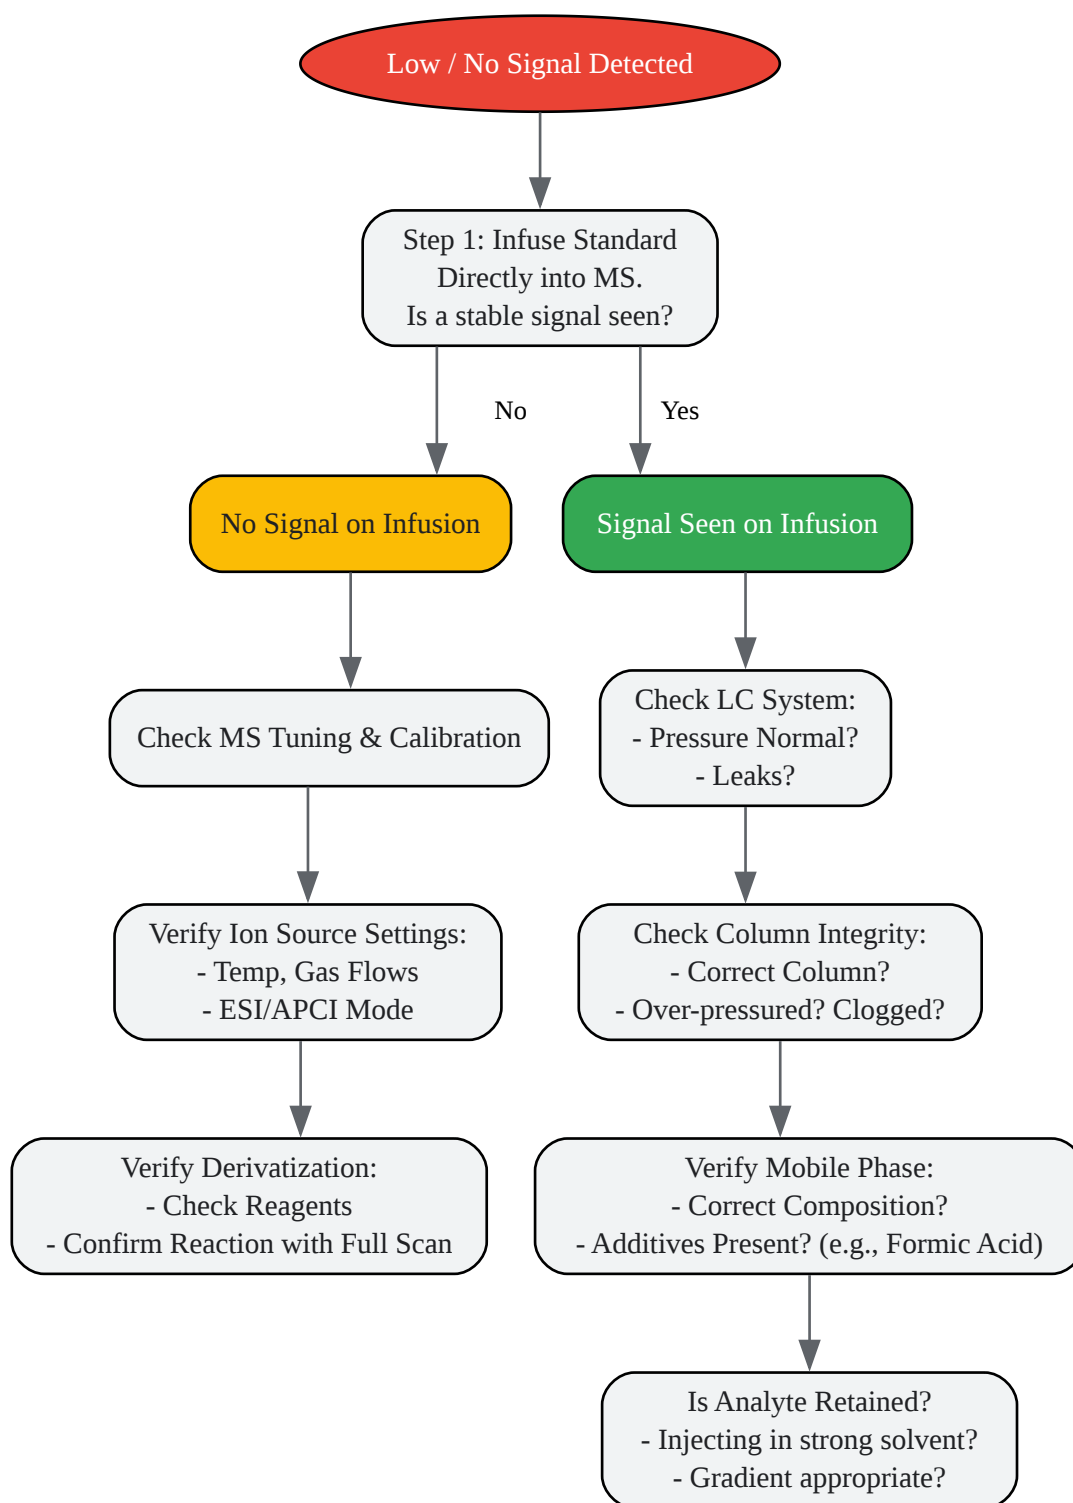 Low / No Signal Detected
Step 1: Infuse Standard
Directly into MS.
Is a stable signal seen?
No
Yes
No Signal on Infusion
Signal Seen on Infusion
Check MS Tuning & Calibration
Check LC System:
- Pressure Normal?
- Leaks?
Verify Ion Source Settings:
- Temp, Gas Flows
- ESI/APCI Mode
Check Column Integrity:
- Correct Column?
- Over-pressured? Clogged?
Verify Derivatization:
- Check Reagents
- Confirm Reaction with Full Scan
Verify Mobile Phase:
- Correct Composition?
- Additives Present? (e.g., Formic Acid)
Is Analyte Retained?
- Injecting in strong solvent?
- Gradient appropriate?